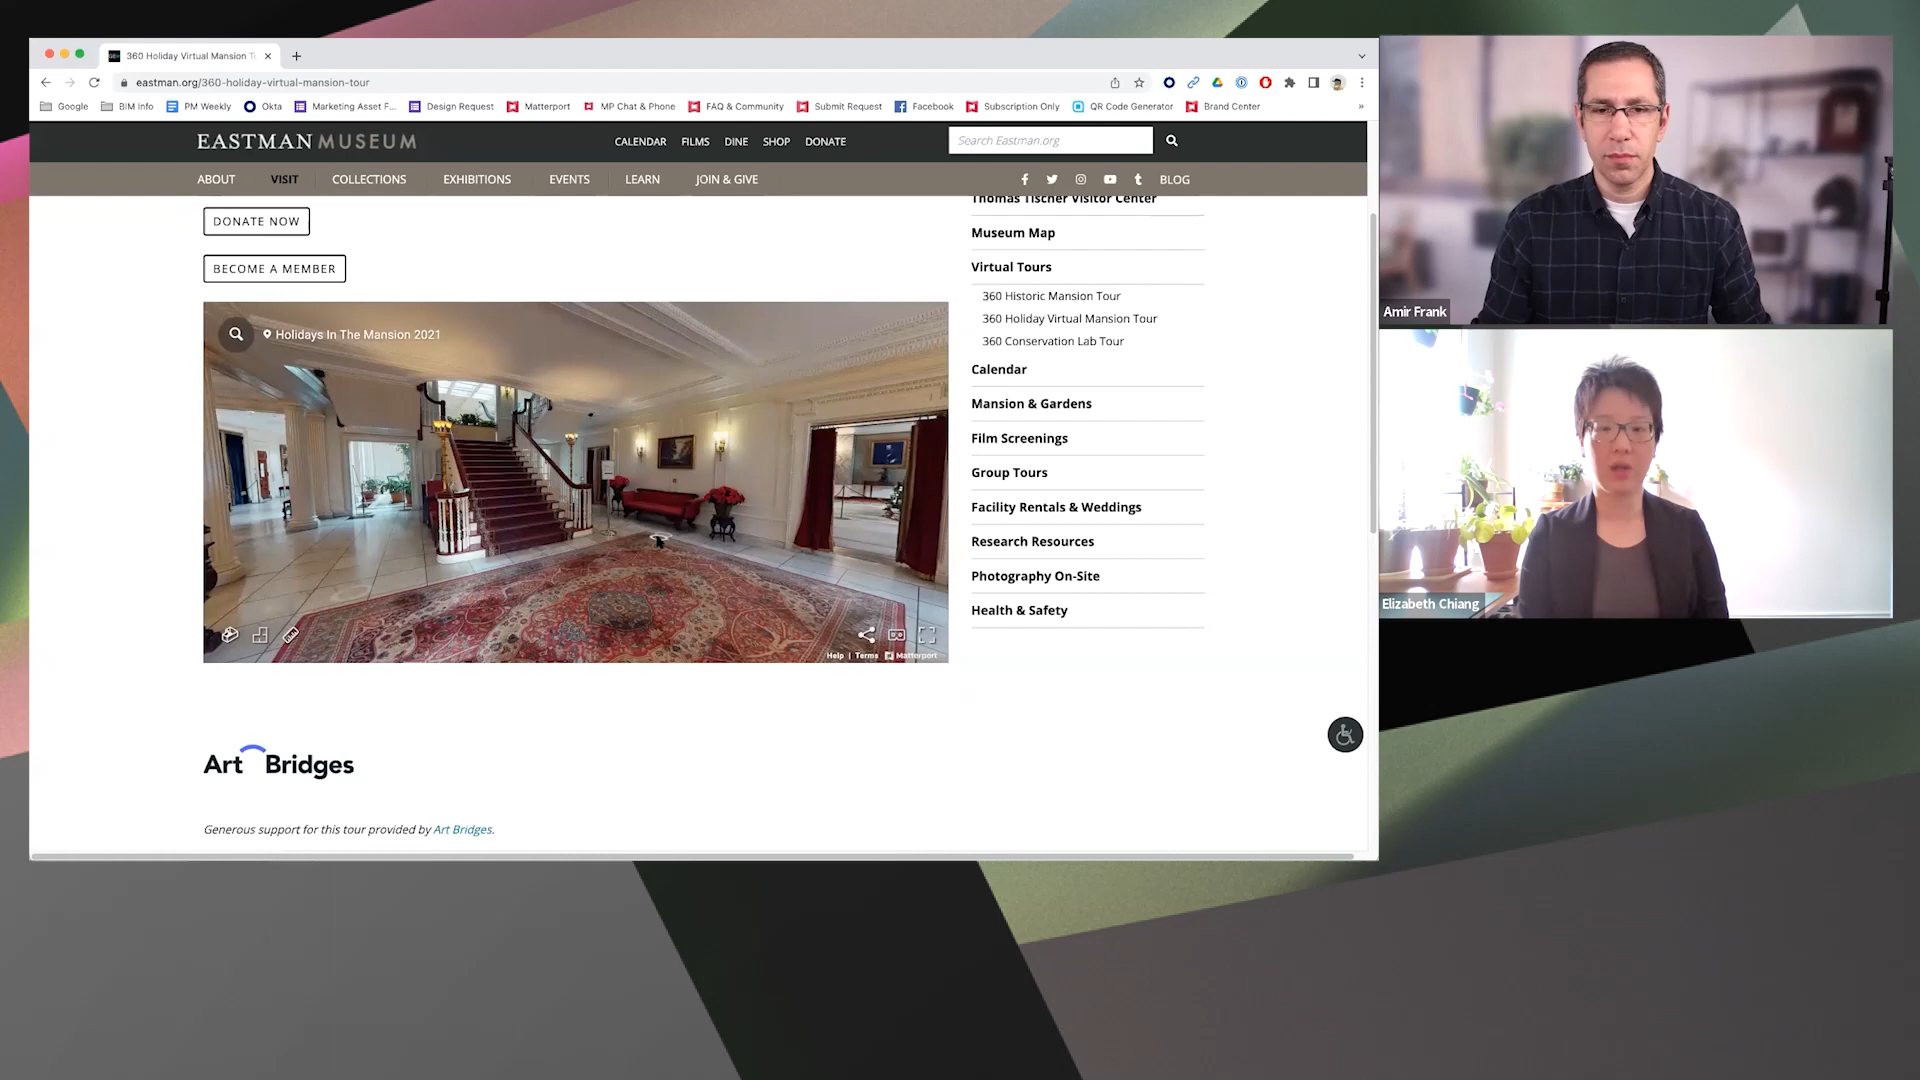 360 Holiday Virtual Mansion T
eastman.org/360-holiday-virtual-mansion-tour
Google BIM Info PM Weekly Okta Marketing Asset F... Design Request Matterport MP Chat & Phone FAQ & Community Submit Request Facebook Subscription Only QR Code Generator Brand Center »
EASTMAN MUSEUM
CALENDAR FILMS DINE SHOP DONATE
Search Eastman.org
ABOUT VISIT COLLECTIONS EXHIBITIONS EVENTS LEARN JOIN & GIVE BLOG
DONATE NOW
BECOME A MEMBER
Holidays In The Mansion 2021
Help | Terms Matterport
Thomas Tischer Visitor Center
Museum Map
Virtual Tours
360 Historic Mansion Tour
360 Holiday Virtual Mansion Tour
360 Conservation Lab Tour
Calendar
Mansion & Gardens
Film Screenings
Group Tours
Facility Rentals & Weddings
Research Resources
Photography On-Site
Health & Safety
Art Bridges
Generous support for this tour provided by Art Bridges.
Amir Frank
Elizabeth Chiang